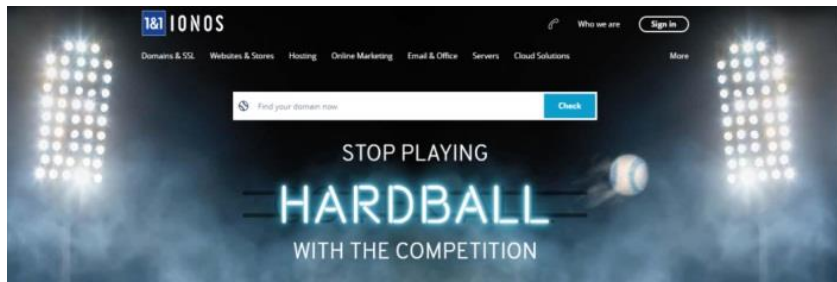 1&1 IONOS
Who we are
Sign in
Domains & SSL Websites & Stores Hosting Online Marketing Email & Office Servers Cloud Solutions More
Find your domain now
Check
STOP PLAYING
HARDBALL
WITH THE COMPETITION